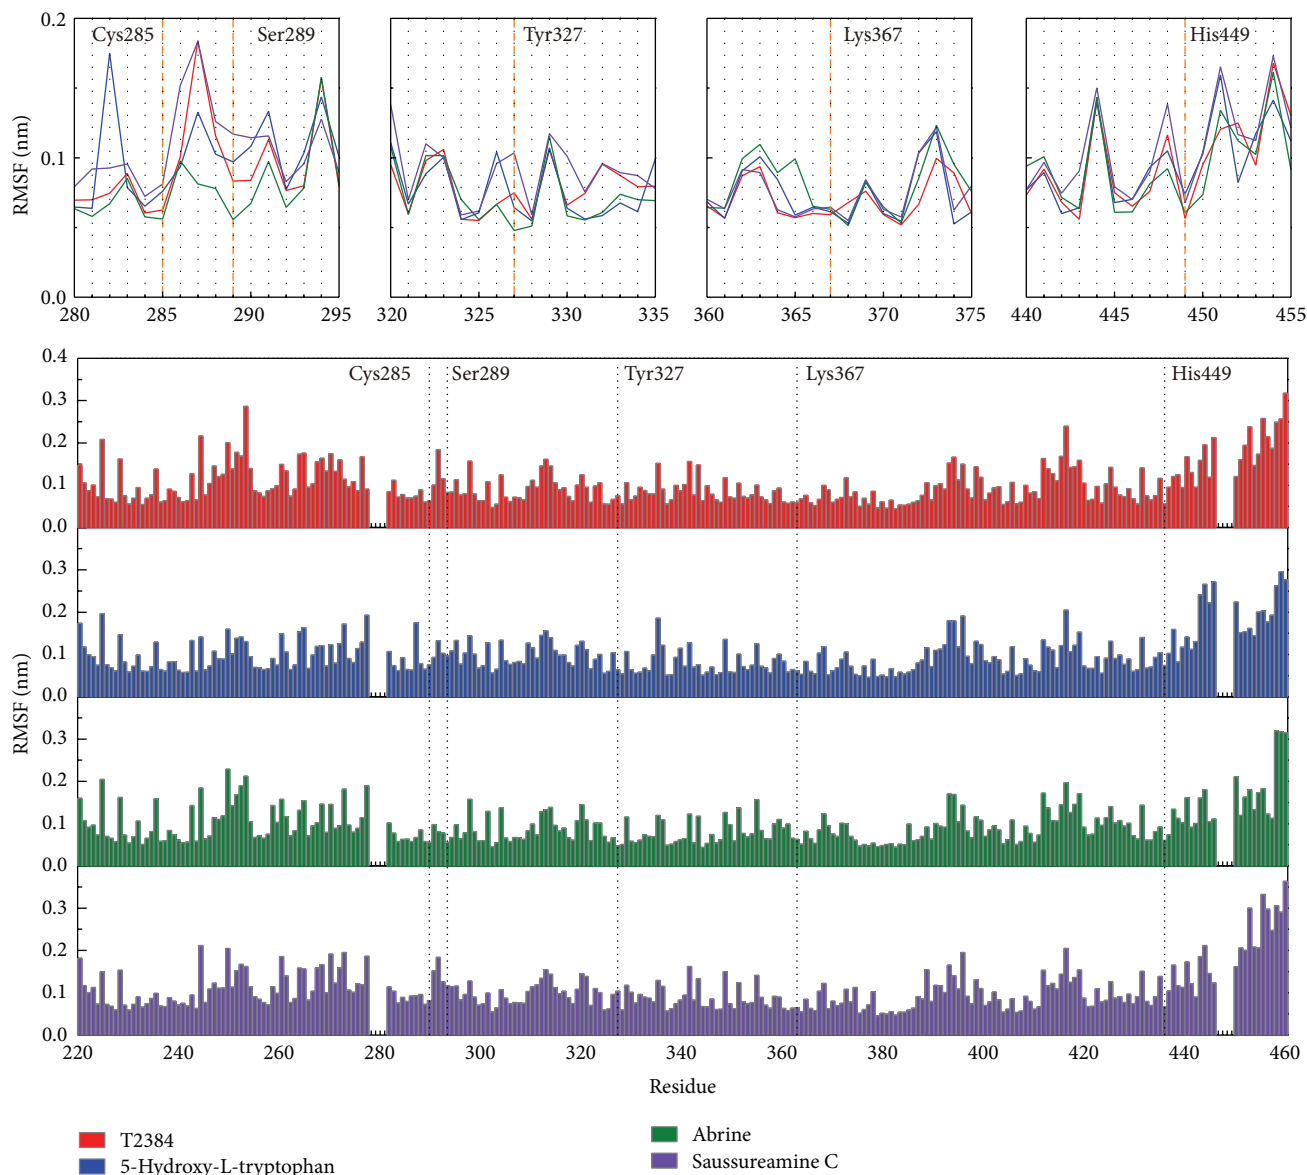 Cys285 Ser289 Tyr327 Lys367 His449
0.2
0.1
0.0
RMSF (nm)
280 285 290 295 320 325 330 335 360 365 370 375 440 445 450 455
Cys285 Ser289 Tyr327 Lys367 His449
0.4
0.3
0.2
0.1
0.0
0.3
0.2
0.1
0.0
0.3
0.2
0.1
0.0
0.3
0.2
0.1
0.0
RMSF (nm)
220 240 260 280 300 320 340 360 380 400 420 440 460
Residue
T2384
5-Hydroxy-L-tryptophan
Abrine
Saussureamine C